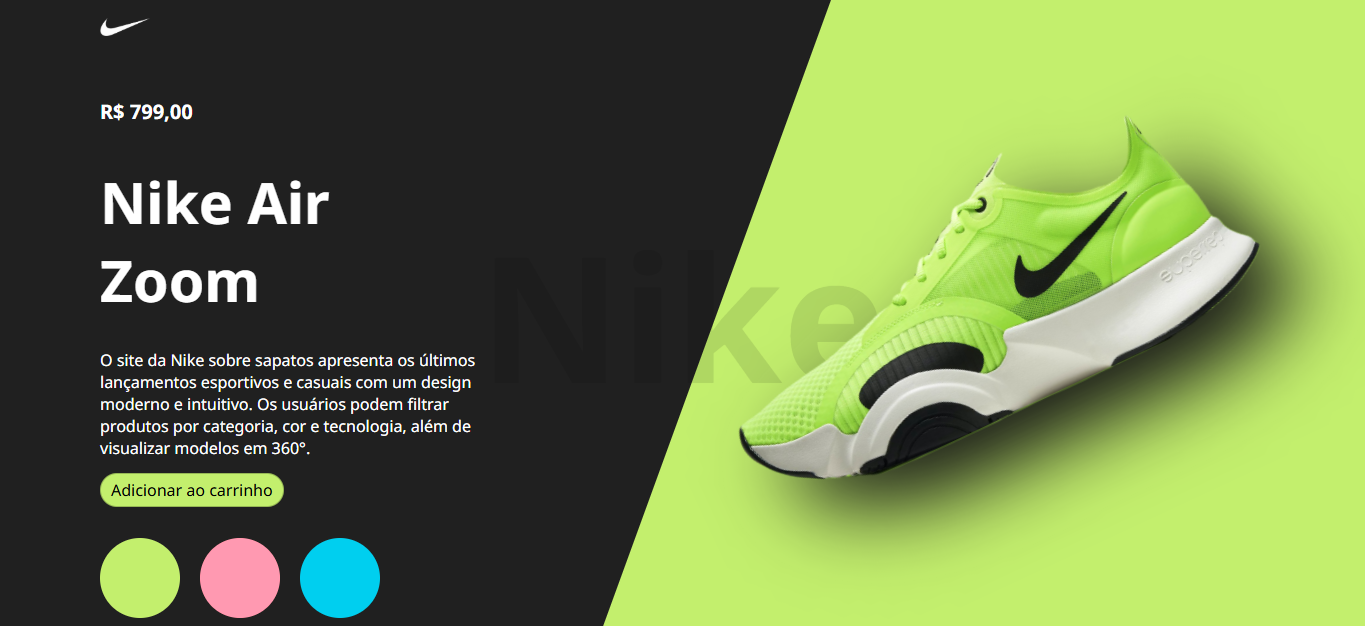 R$ 799,00
Nike Air
Zoom
Nike
O site da Nike sobre sapatos apresenta os últimos
lançamentos esportivos e casuais com um design
moderno e intuitivo. Os usuários podem filtrar
produtos por categoria, cor e tecnologia, além de
visualizar modelos em 360°.
Adicionar ao carrinho
superrep